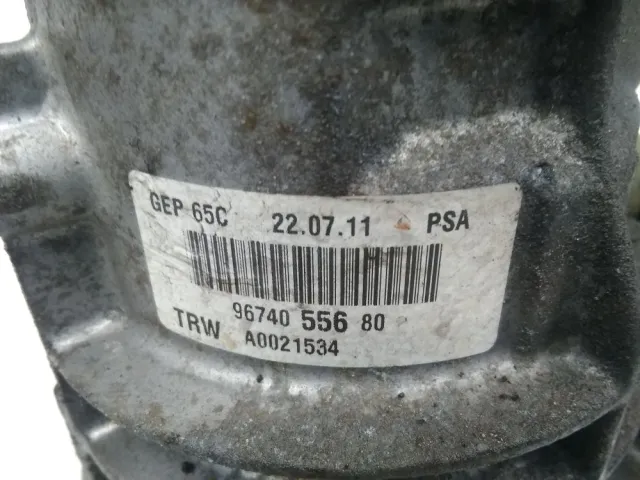 GEP 65C 22.07.11 PSA
96740 556 80
TRW A0021534